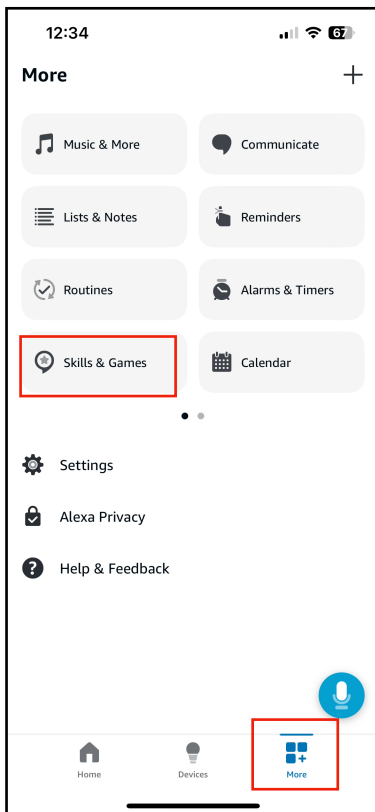 12:34
67
More
Music & More
Communicate
Lists & Notes
Reminders
Routines
Alarms & Timers
Skills & Games
Calendar
Settings
Alexa Privacy
Help & Feedback
Home
Devices
More